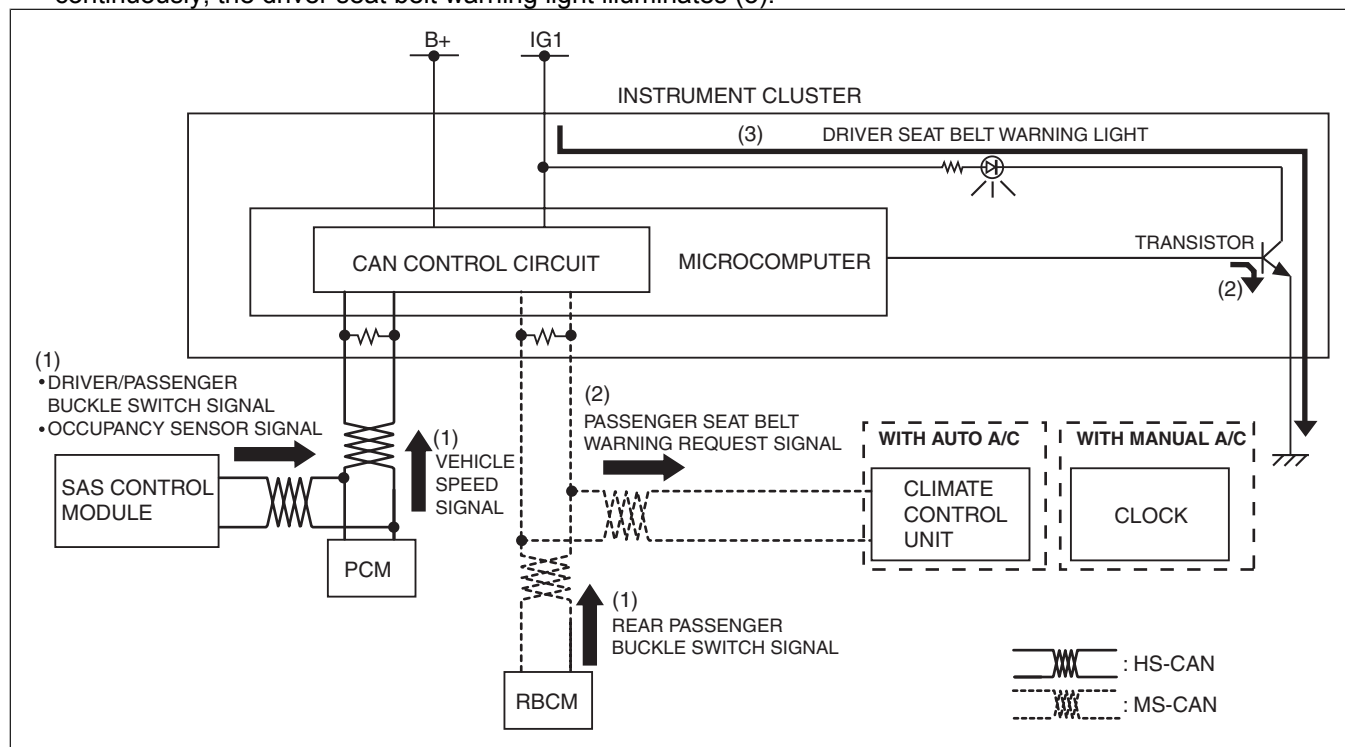 continuously, the driver seat belt warning light illuminates (3).
B+
IG1
INSTRUMENT CLUSTER
(3)
DRIVER SEAT BELT WARNING LIGHT
CAN CONTROL CIRCUIT
MICROCOMPUTER
TRANSISTOR
(2)
(1)
•DRIVER/PASSENGER
BUCKLE SWITCH SIGNAL
•OCCUPANCY SENSOR SIGNAL
(1)
VEHICLE
SPEED
SIGNAL
(2)
PASSENGER SEAT BELT
WARNING REQUEST SIGNAL
WITH AUTO A/C
WITH MANUAL A/C
SAS CONTROL
MODULE
CLIMATE
CONTROL
UNIT
CLOCK
PCM
(1)
REAR PASSENGER
BUCKLE SWITCH SIGNAL
RBCM
: HS-CAN
: MS-CAN